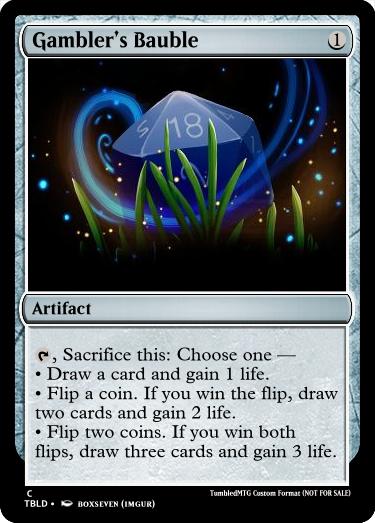 Gambler's Bauble 1
18
Artifact
, Sacrifice this: Choose one —
• Draw a card and gain 1 life.
• Flip a coin. If you win the flip, draw
two cards and gain 2 life.
• Flip two coins. If you win both
flips, draw three cards and gain 3 life.
C
TumbledMTG Custom Format (NOT FOR SALE)
TBLD • BOXSEVEN (IMGUR)